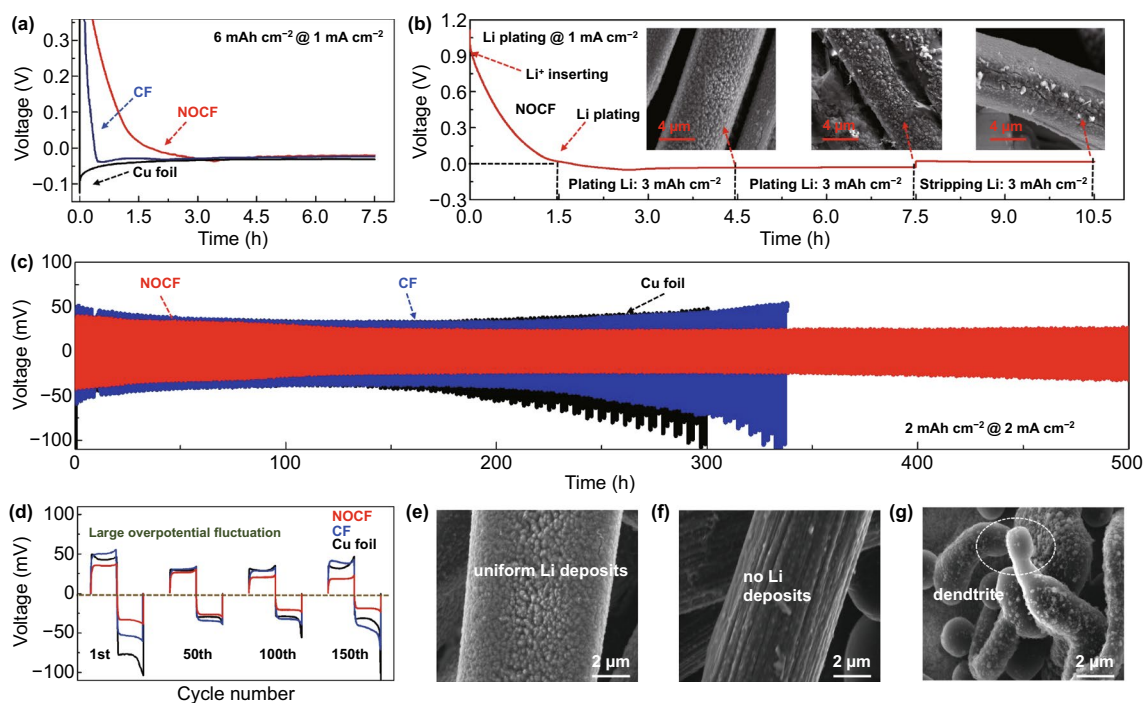 (a)
6 mAh cm⁻² @ 1 mA cm⁻²
0.3
0.2
0.1
0.0
−0.1
Voltage (V)
CF
NOCF
Cu foil
0.0 1.5 3.0 4.5 6.0 7.5
Time (h)
(b)
1.2
0.9
0.6
0.3
0.0
−0.3
Voltage (V)
Li plating @ 1 mA cm⁻²
Li⁺ inserting
NOCF
Li plating
4 μm
4 μm
4 μm
Plating Li: 3 mAh cm⁻²
Plating Li: 3 mAh cm⁻²
Stripping Li: 3 mAh cm⁻²
0.0 1.5 3.0 4.5 6.0 7.5 9.0 10.5
Time (h)
(c)
100
50
0
−50
−100
Voltage (mV)
NOCF
CF
Cu foil
2 mAh cm⁻² @ 2 mA cm⁻²
0 100 200 300 400 500
Time (h)
(d)
100
50
0
−50
−100
Voltage (mV)
Large overpotential fluctuation
NOCF
CF
Cu foil
1st 50th 100th 150th
Cycle number
(e)
uniform Li deposits
2 μm
(f)
no Li
deposits
2 μm
(g)
dendtrite
2 μm